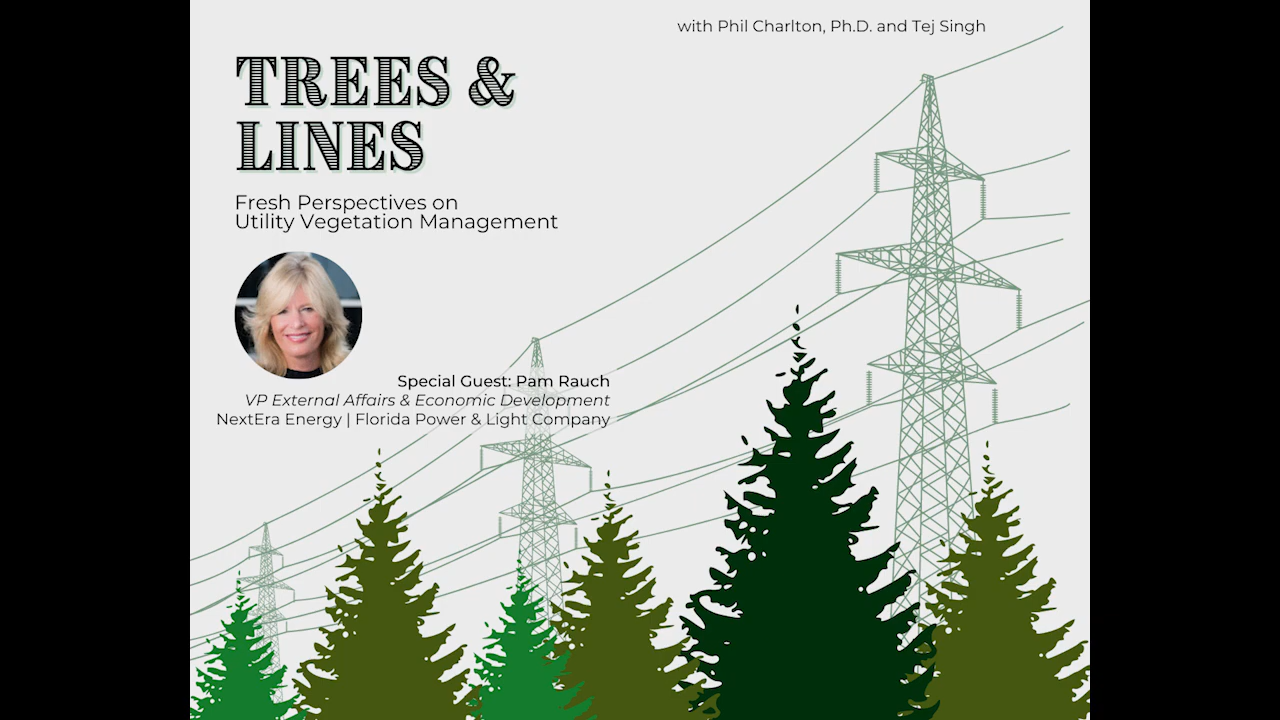 with Phil Charlton, Ph.D. and Tej Singh
TREES &
LINES
Fresh Perspectives on
Utility Vegetation Management
Special Guest: Pam Rauch
VP External Affairs & Economic Development
NextEra Energy | Florida Power & Light Company